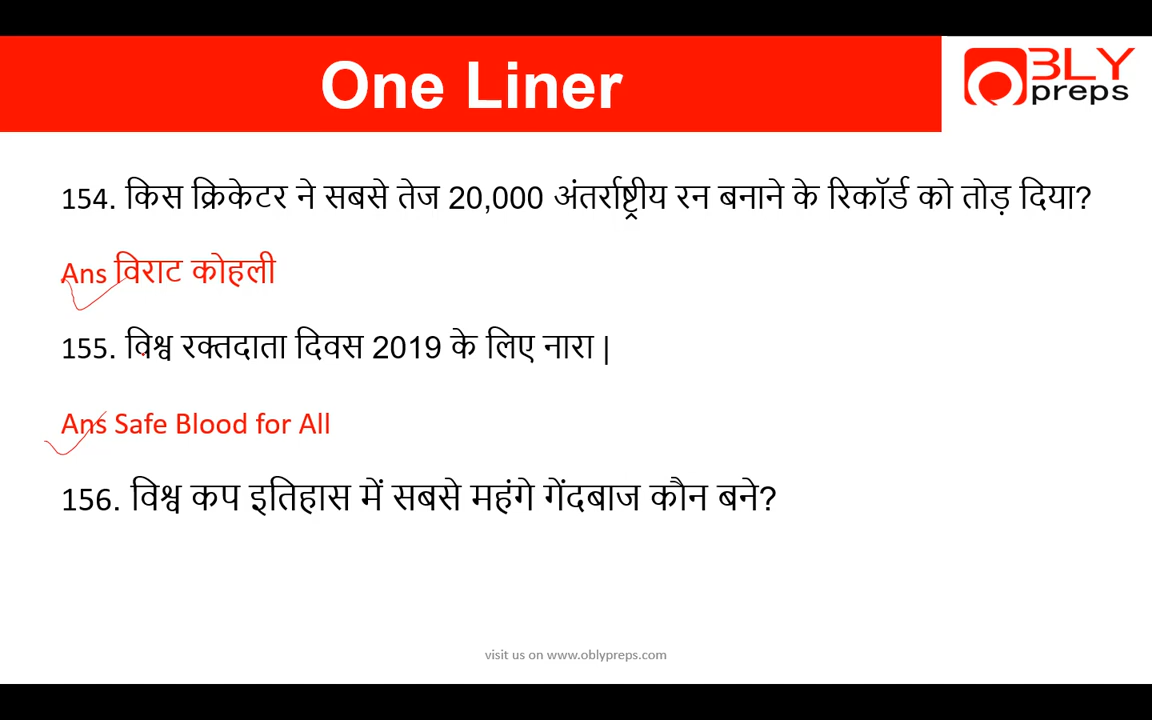 One Liner
OBLY
preps
154. किस क्रिकेटर ने सबसे तेज 20,000 अंतर्राष्ट्रीय रन बनाने के रिकॉर्ड को तोड़ दिया?
Ans विराट कोहली
155. विश्व रक्तदाता दिवस 2019 के लिए नारा |
Ans Safe Blood for All
156. विश्व कप इतिहास में सबसे महंगे गेंदबाज कौन बने?
visit us on www.oblypreps.com